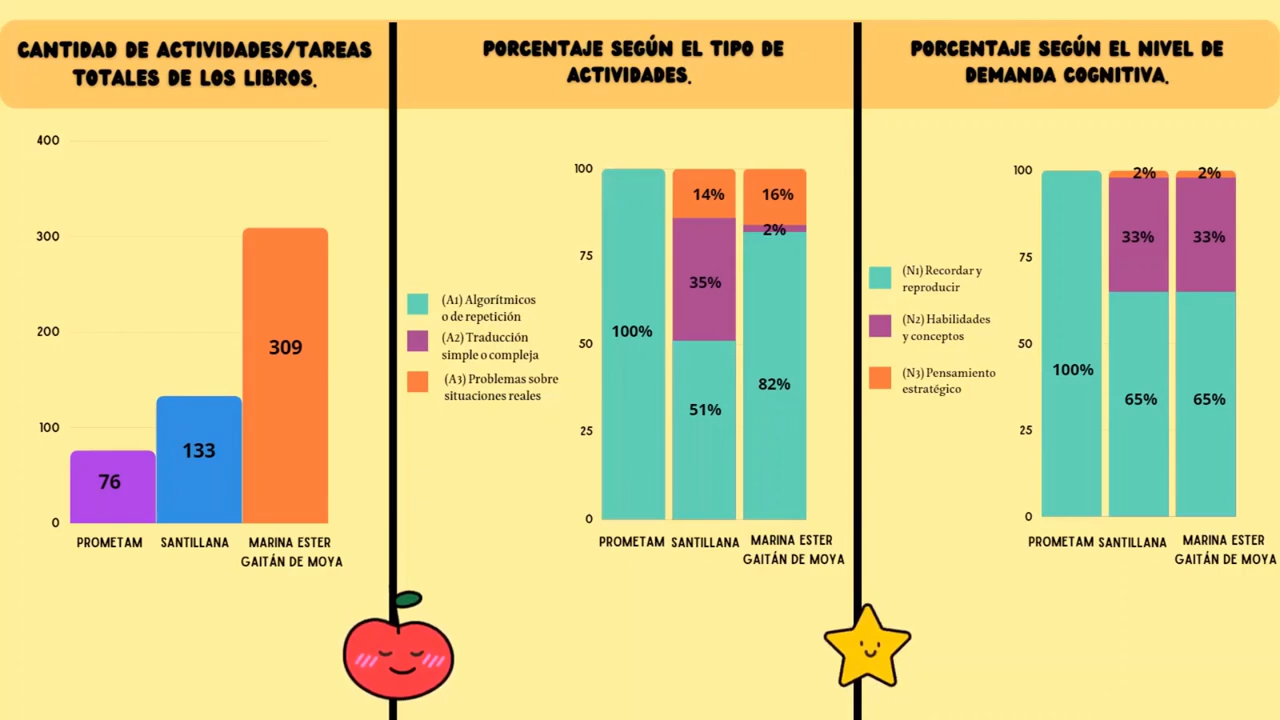 CANTIDAD DE ACTIVIDADES/TAREAS
TOTALES DE LOS LIBROS.
400
300
200
100
0
76
133
309
PROMETAM
SANTILLANA
MARINA ESTER
GAITÁN DE MOYA
PORCENTAJE SEGÚN EL TIPO DE
ACTIVIDADES.
(A1) Algorítmicos
o de repetición
(A2) Traducción
simple o compleja
(A3) Problemas sobre
situaciones reales
100
75
50
25
0
100%
14%
35%
51%
16%
2%
82%
PROMETAM
SANTILLANA
MARINA ESTER
GAITÁN DE MOYA
PORCENTAJE SEGÚN EL NIVEL DE
DEMANDA COGNITIVA.
(N1) Recordar y
reproducir
(N2) Habilidades
y conceptos
(N3) Pensamiento
estratégico
100
75
50
25
0
100%
2%
33%
65%
2%
33%
65%
PROMETAM
SANTILLANA
MARINA ESTER
GAITÁN DE MOYA